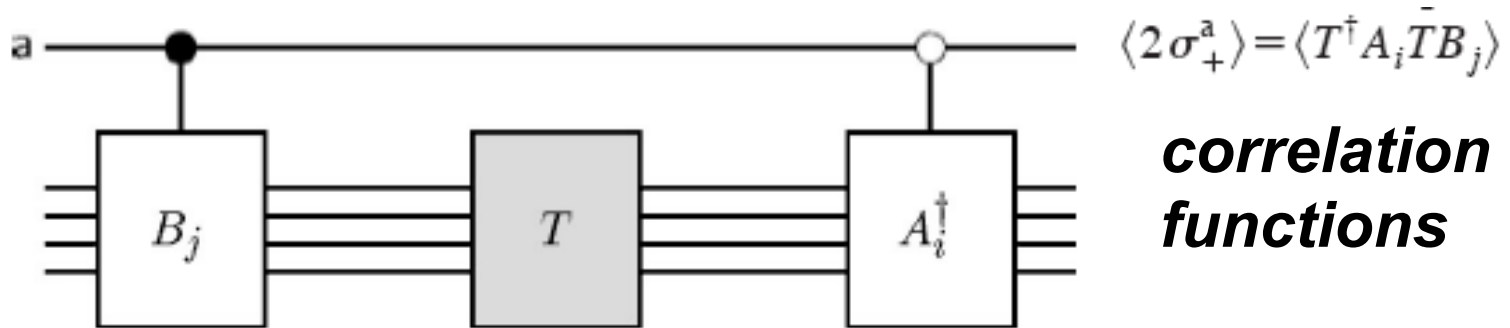 a
⟨2σ₊ᵃ⟩=⟨T†AᵢTBⱼ⟩
correlation
functions
Bⱼ
T
Aᵢ†